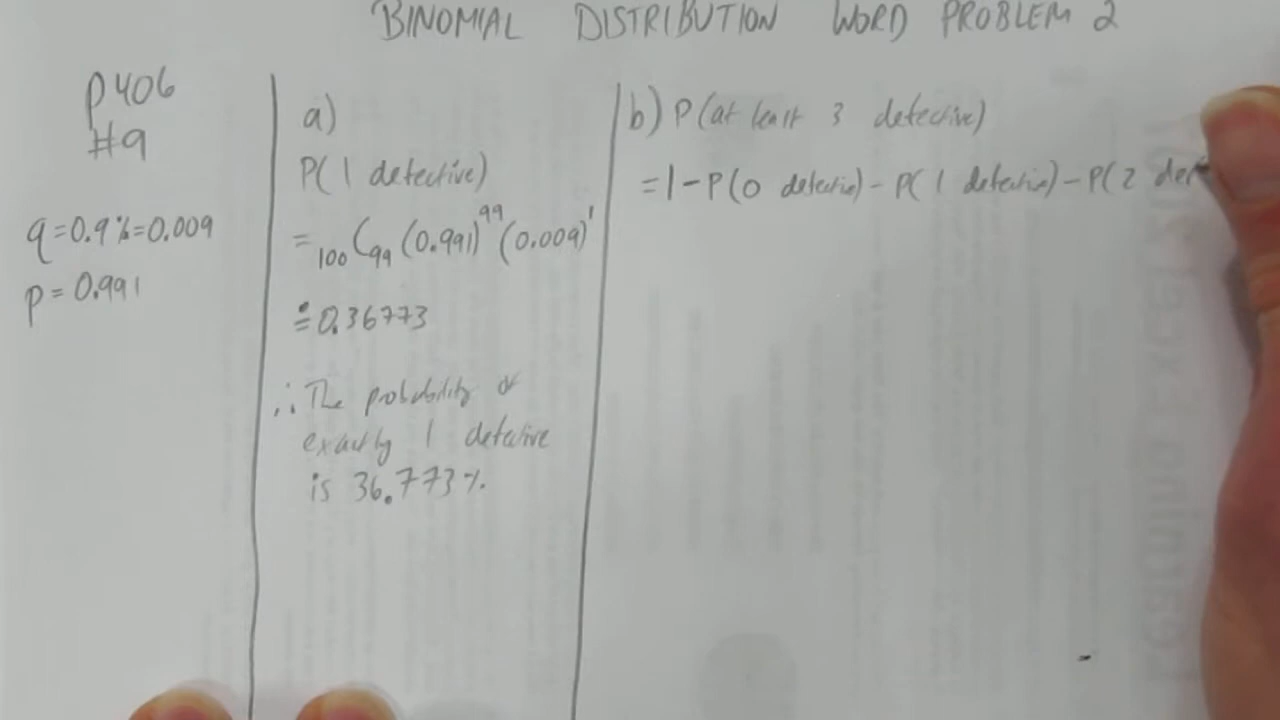 BINOMIAL DISTRIBUTION WORD PROBLEM 2
p406
#9
q=0.9%=0.009
p=0.991
a)
P(1 defective)
= ₁₀₀C₉₉ (0.991)⁹⁹ (0.009)¹
≐0.36773
∴ The probability of
exactly 1 defective
is 36.773%.
b) P(at least 3 defective)
=1-P(0 defective)-P(1 defective)-P(2 def